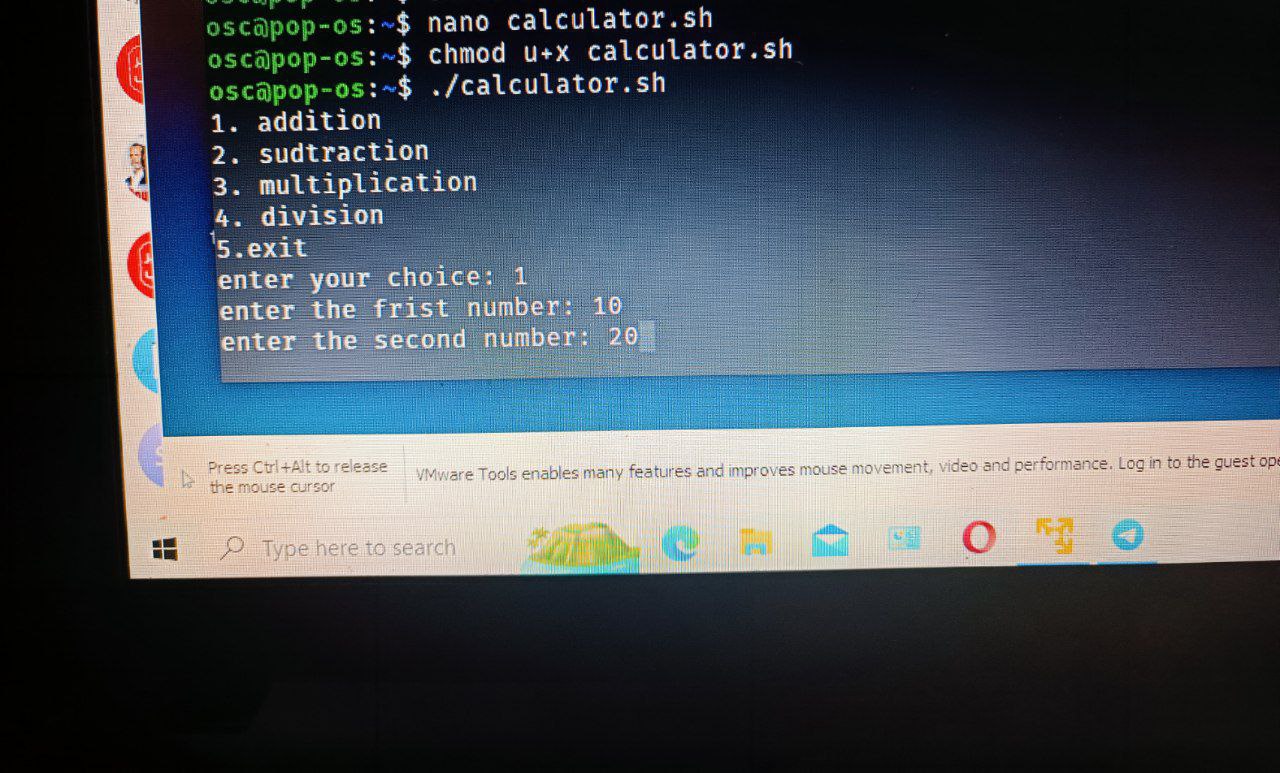 osc@pop-os:~$ nano calculator.sh
osc@pop-os:~$ chmod u+x calculator.sh
osc@pop-os:~$ ./calculator.sh
1. addition
2. sudtraction
3. multiplication
4. division
5.exit
enter your choice: 1
enter the frist number: 10
enter the second number: 20
Press Ctrl+Alt to release
the mouse cursor
VMware Tools enables many features and improves mouse movement, video and performance. Log in to the guest ope
Type here to search